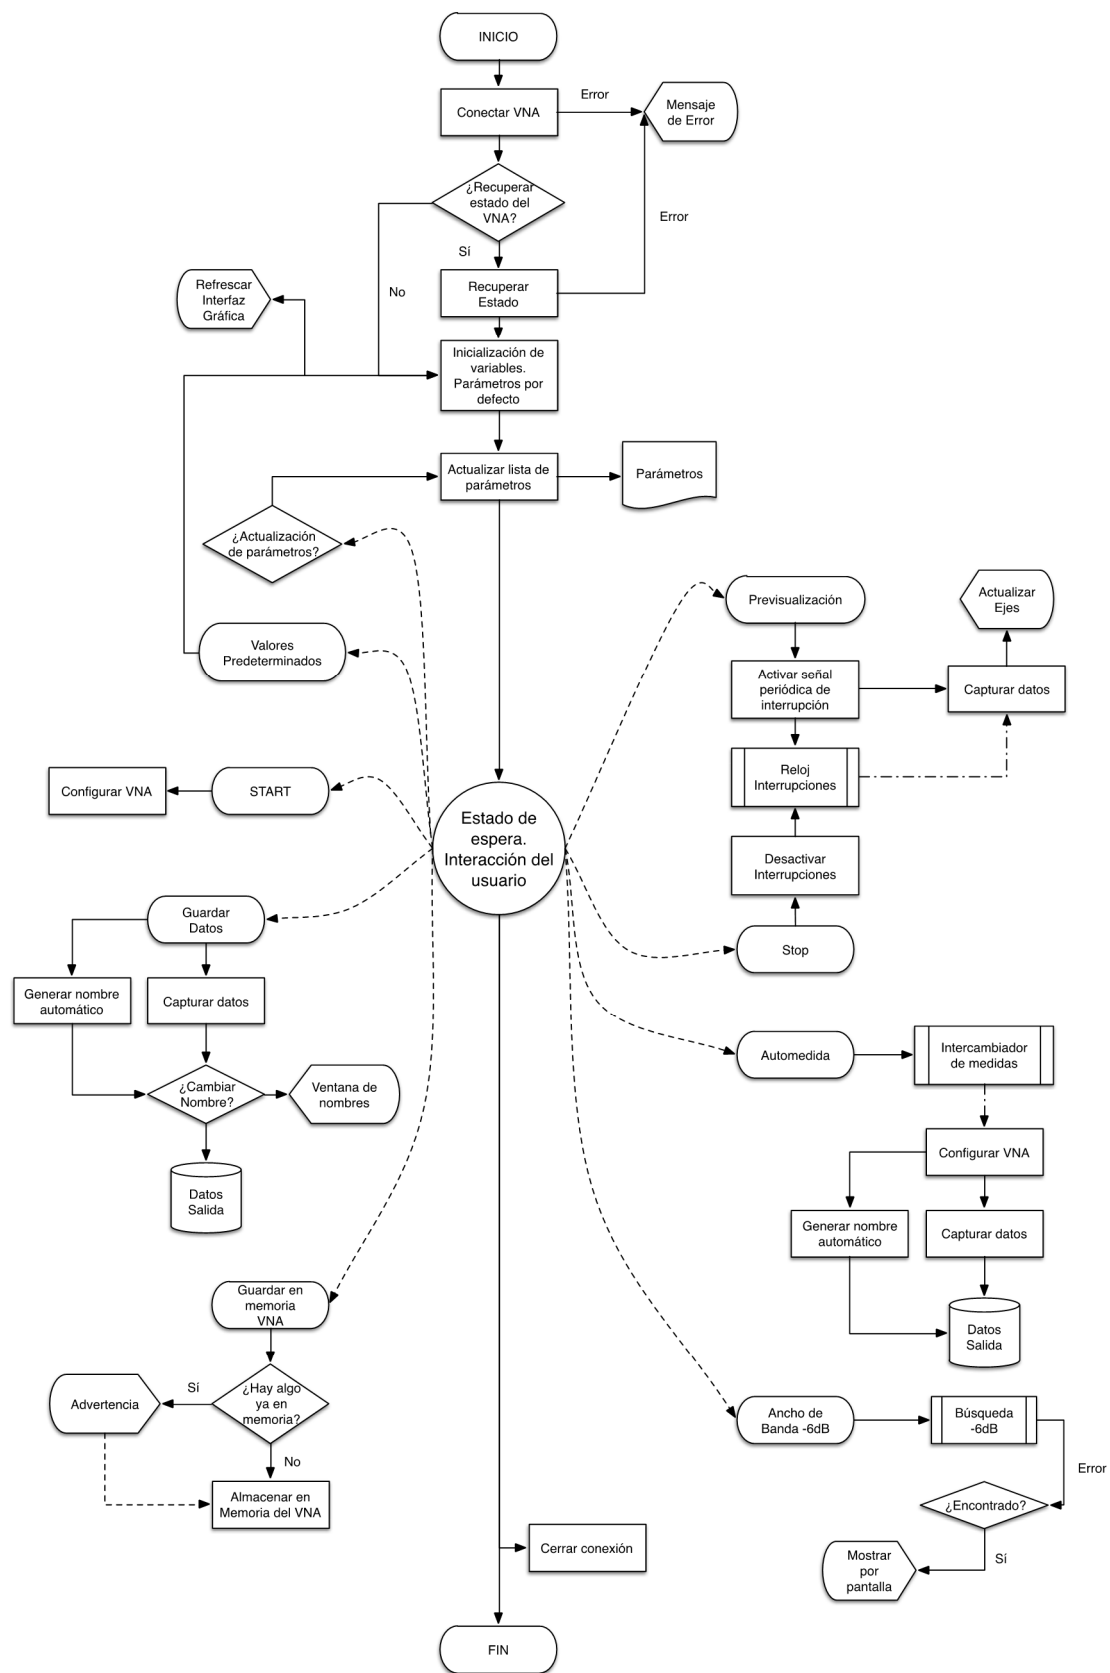 INICIO
Conectar VNA
Error
Mensaje
de Error
¿Recuperar
estado del
VNA?
Error
Sí
No
Refrescar
Interfaz
Gráfica
Recuperar
Estado
Inicialización de
variables.
Parámetros por
defecto
Actualizar lista de
parámetros
Parámetros
¿Actualización
de parámetros?
Valores
Predeterminados
Configurar VNA
START
Estado de
espera.
Interacción del
usuario
Previsualización
Actualizar
Ejes
Activar señal
periódica de
interrupción
Capturar datos
Reloj
Interrupciones
Desactivar
Interrupciones
Stop
Guardar
Datos
Generar nombre
automático
Capturar datos
¿Cambiar
Nombre?
Ventana de
nombres
Datos
Salida
Automedida
Intercambiador
de medidas
Configurar VNA
Generar nombre
automático
Capturar datos
Datos
Salida
Guardar en
memoria
VNA
¿Hay algo
ya en
memoria?
Sí
Advertencia
No
Almacenar en
Memoria del VNA
Ancho de
Banda -6dB
Búsqueda
-6dB
Error
¿Encontrado?
Sí
Mostrar
por
pantalla
Cerrar conexión
FIN